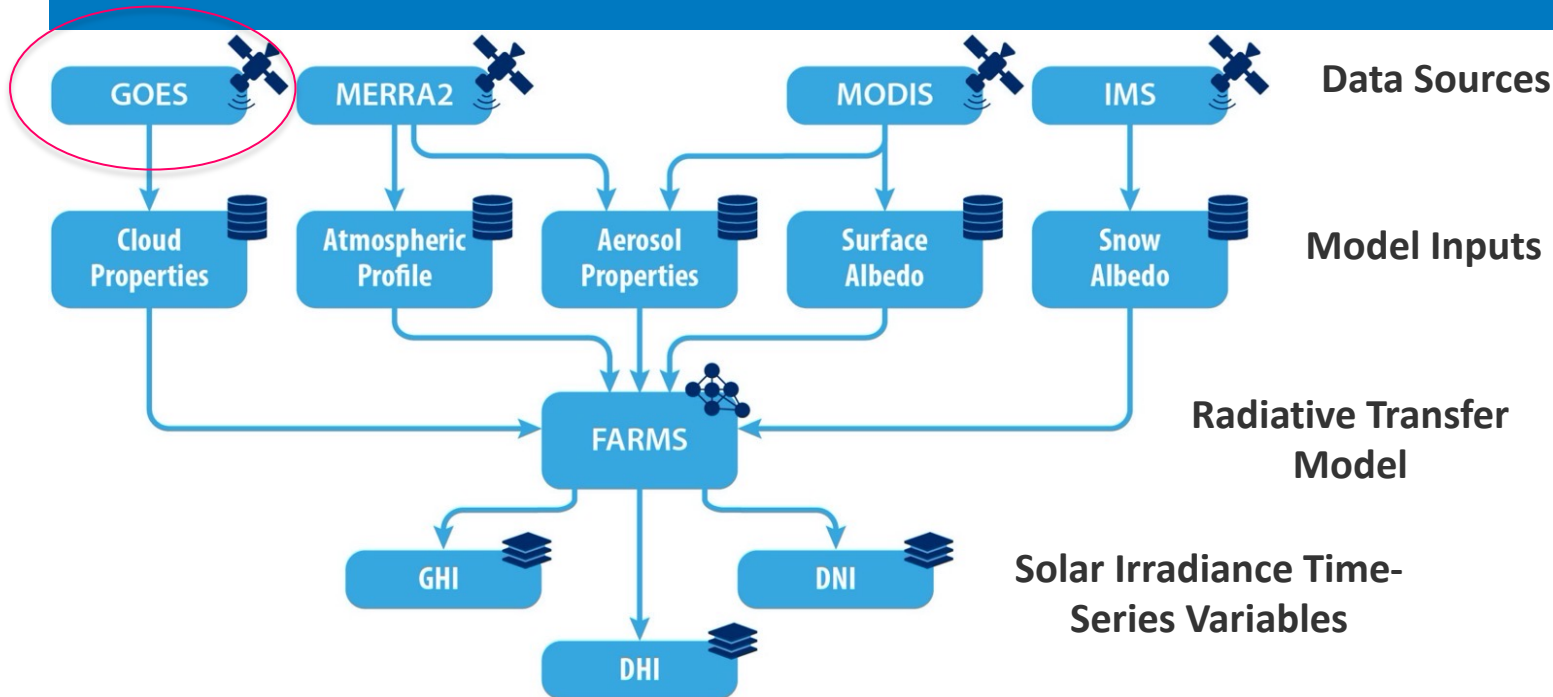 GOES
MERRA2
MODIS
IMS
Data Sources
Cloud
Properties
Atmospheric
Profile
Aerosol
Properties
Surface
Albedo
Snow
Albedo
Model Inputs
FARMS
Radiative Transfer
Model
GHI
DNI
DHI
Solar Irradiance Time-
Series Variables